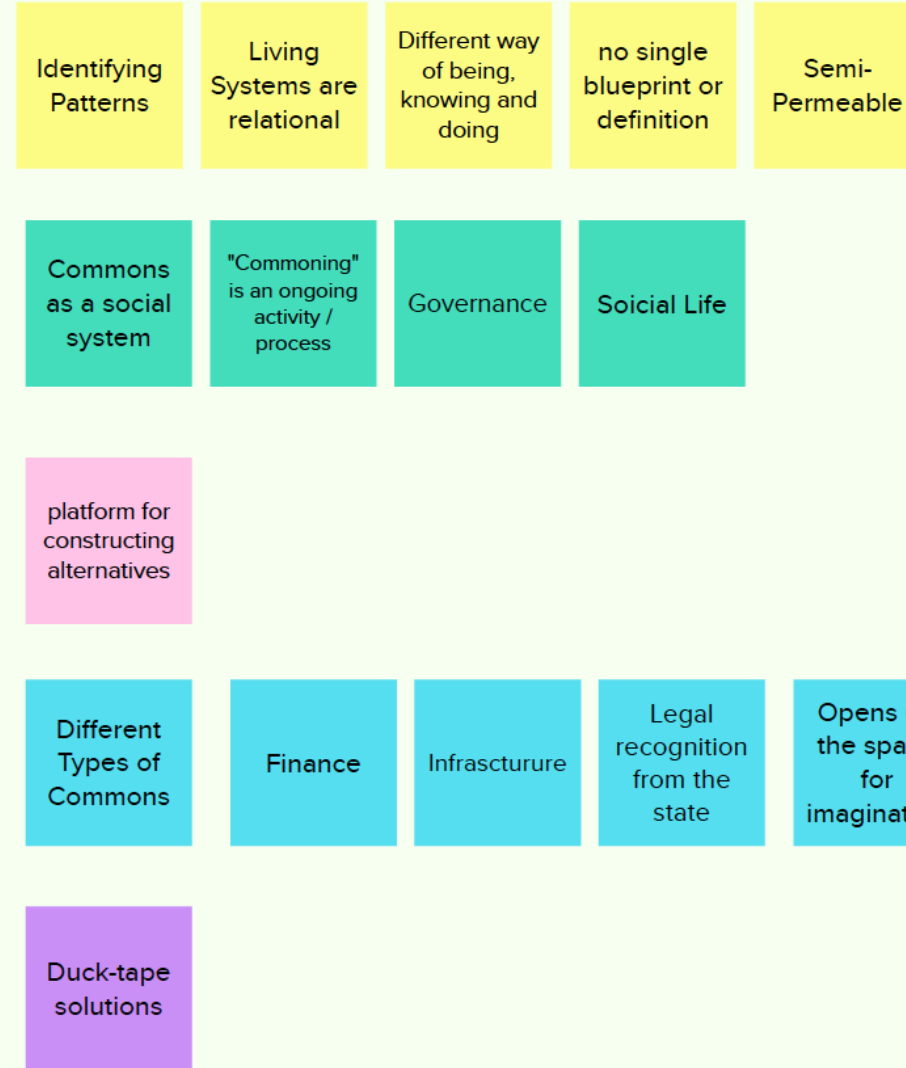 Identifying
Patterns
Living
Systems are
relational
Different way
of being,
knowing and
doing
no single
blueprint or
definition
Semi-
Permeable
Commons
as a social
system
"Commoning"
is an ongoing
activity /
process
Governance
Soicial Life
platform for
constructing
alternatives
Different
Types of
Commons
Finance
Infrascturure
Legal
recognition
from the
state
Opens
the
for
Duck-tape
solutions